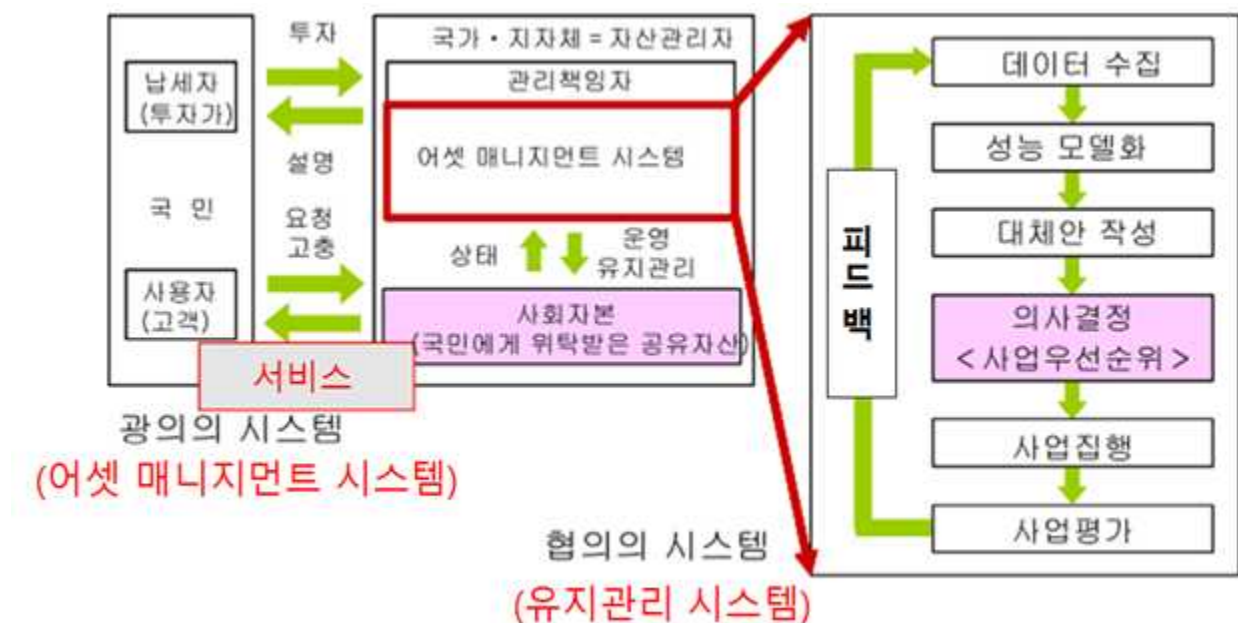 투자
국가・지자체 = 자산관리자
납세자
(투자가)
관리책임자
어셋 매니지먼트 시스템
설명
국 민
요청
고충
상태
운영
유지관리
사용자
(고객)
사회자본
(국민에게 위탁받은 공유자산)
서비스
광의의 시스템
(어셋 매니지먼트 시스템)
협의의 시스템
(유지관리 시스템)
피드백
데이터 수집
성능 모델화
대체안 작성
의사결정
<사업우선순위>
사업집행
사업평가